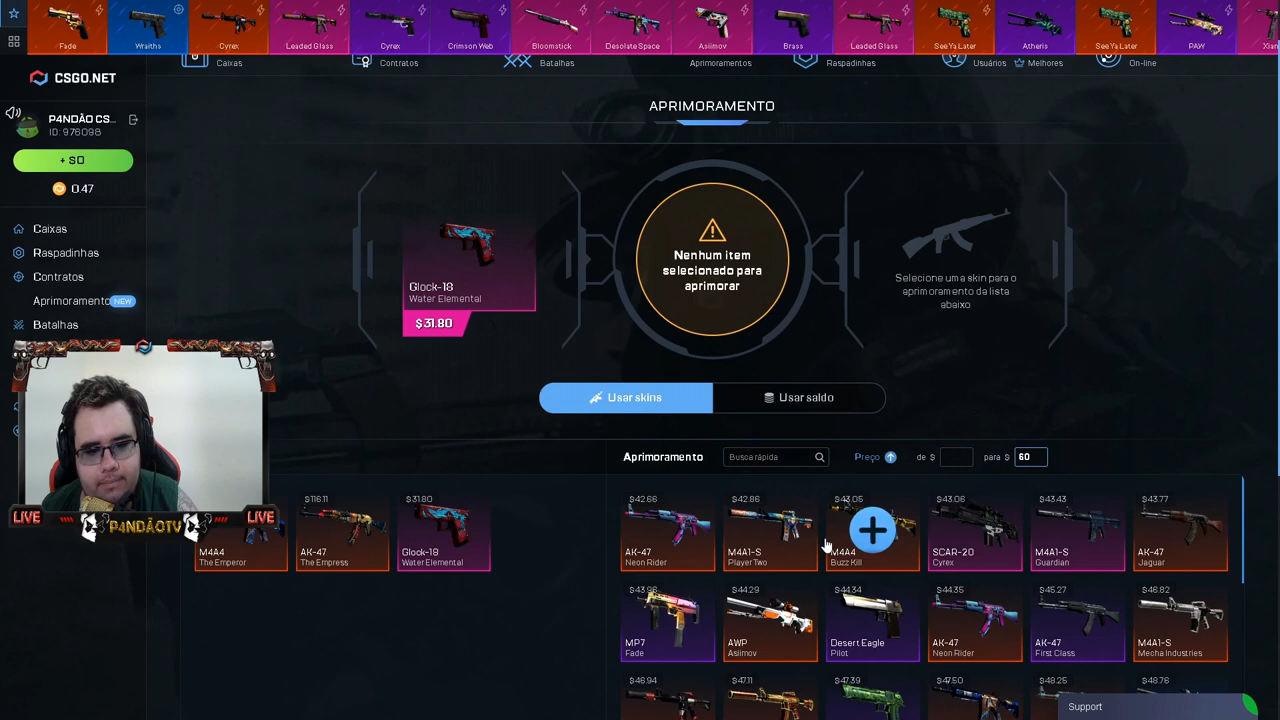 Fade
Wraiths
Cyrex
Leaded Glass
Cyrex
Crimson Web
Bloomstick
Desolate Space
Asiimov
Brass
Leaded Glass
See Ya Later
Atheris
See Ya Later
PAW
CSGO.NET
Caixas
Contratos
Batalhas
Aprimoramentos
Raspadinhas
Usuários
Melhores
On-line
P4NDÃO CS...
ID: 976098
+ $0
0.47
Caixas
Raspadinhas
Contratos
Aprimoramento NEW
Batalhas
APRIMORAMENTO
Glock-18
Water Elemental
$31.80
Nenhum item
selecionado para
aprimorar
Selecione uma skin para o
aprimoramento da lista
abaixo
Usar skins
Usar saldo
LIVE
P4NDÃOTV
LIVE
M4A4
The Emperor
$116.11
AK-47
The Empress
$31.80
Glock-18
Water Elemental
Aprimoramento
Busca rápida
Preço
de $
para $ 60
$42.66
AK-47
Neon Rider
$42.86
M4A1-S
Player Two
$43.05
M4A4
Buzz Kill
$43.06
SCAR-20
Cyrex
$43.43
M4A1-S
Guardian
$43.77
AK-47
Jaguar
$43.96
MP7
Fade
$44.29
AWP
Asiimov
$44.34
Desert Eagle
Pilot
$44.35
AK-47
Neon Rider
$45.27
AK-47
First Class
$46.82
M4A1-S
Mecha Industries
$46.94
$47.11
$47.39
$47.50
$48.25
$48.76
Support